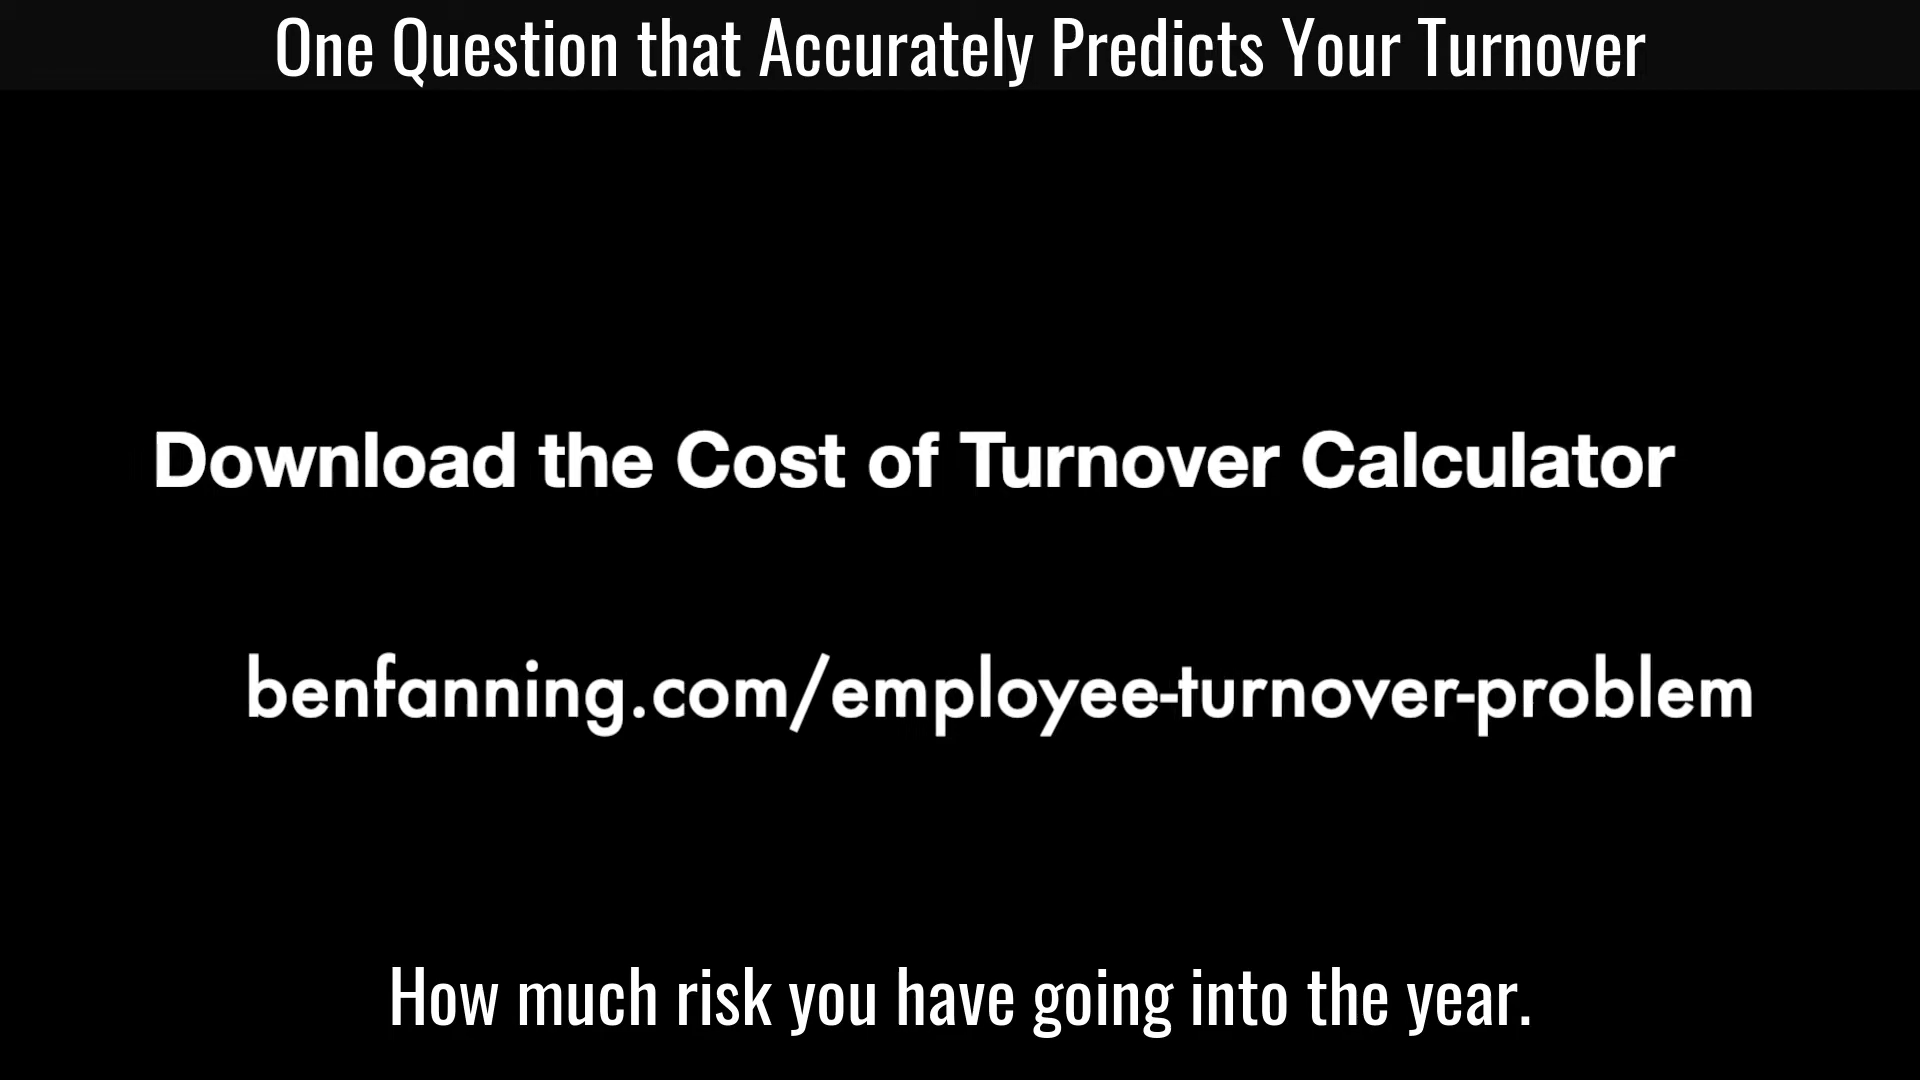 One Question that Accurately Predicts Your Turnover
Download the Cost of Turnover Calculator
benfanning.com/employee-turnover-problem
How much risk you have going into the year.